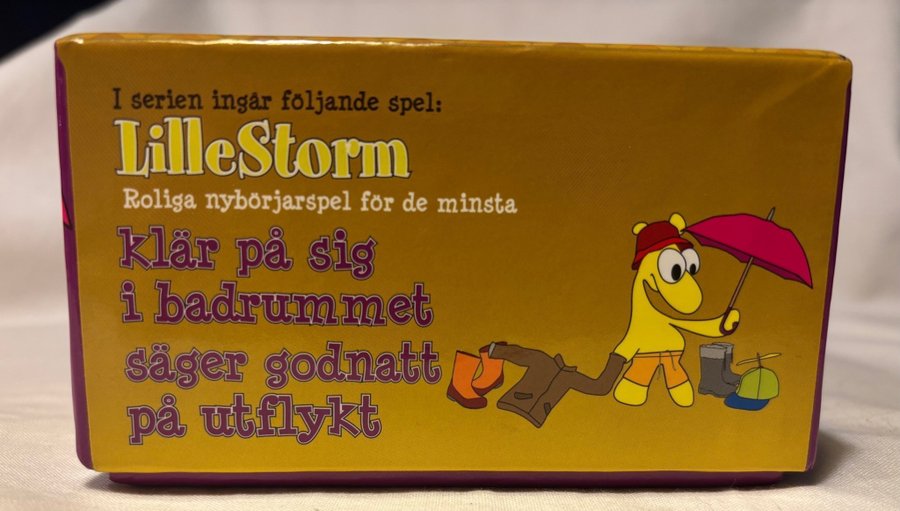 I serien ingår följande spel:
LilleStorm
Roliga nybörjarspel för de minsta
klär på sig
i badrummet
säger godnatt
på utflykt